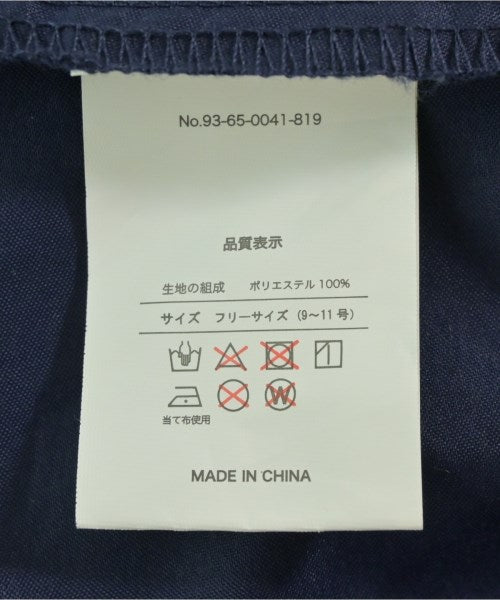 No.93-65-0041-819
品質表示
生地の組成 ポリエステル 100%
サイズ フリーサイズ（9～11 号）
W
当て布使用
MADE IN CHINA